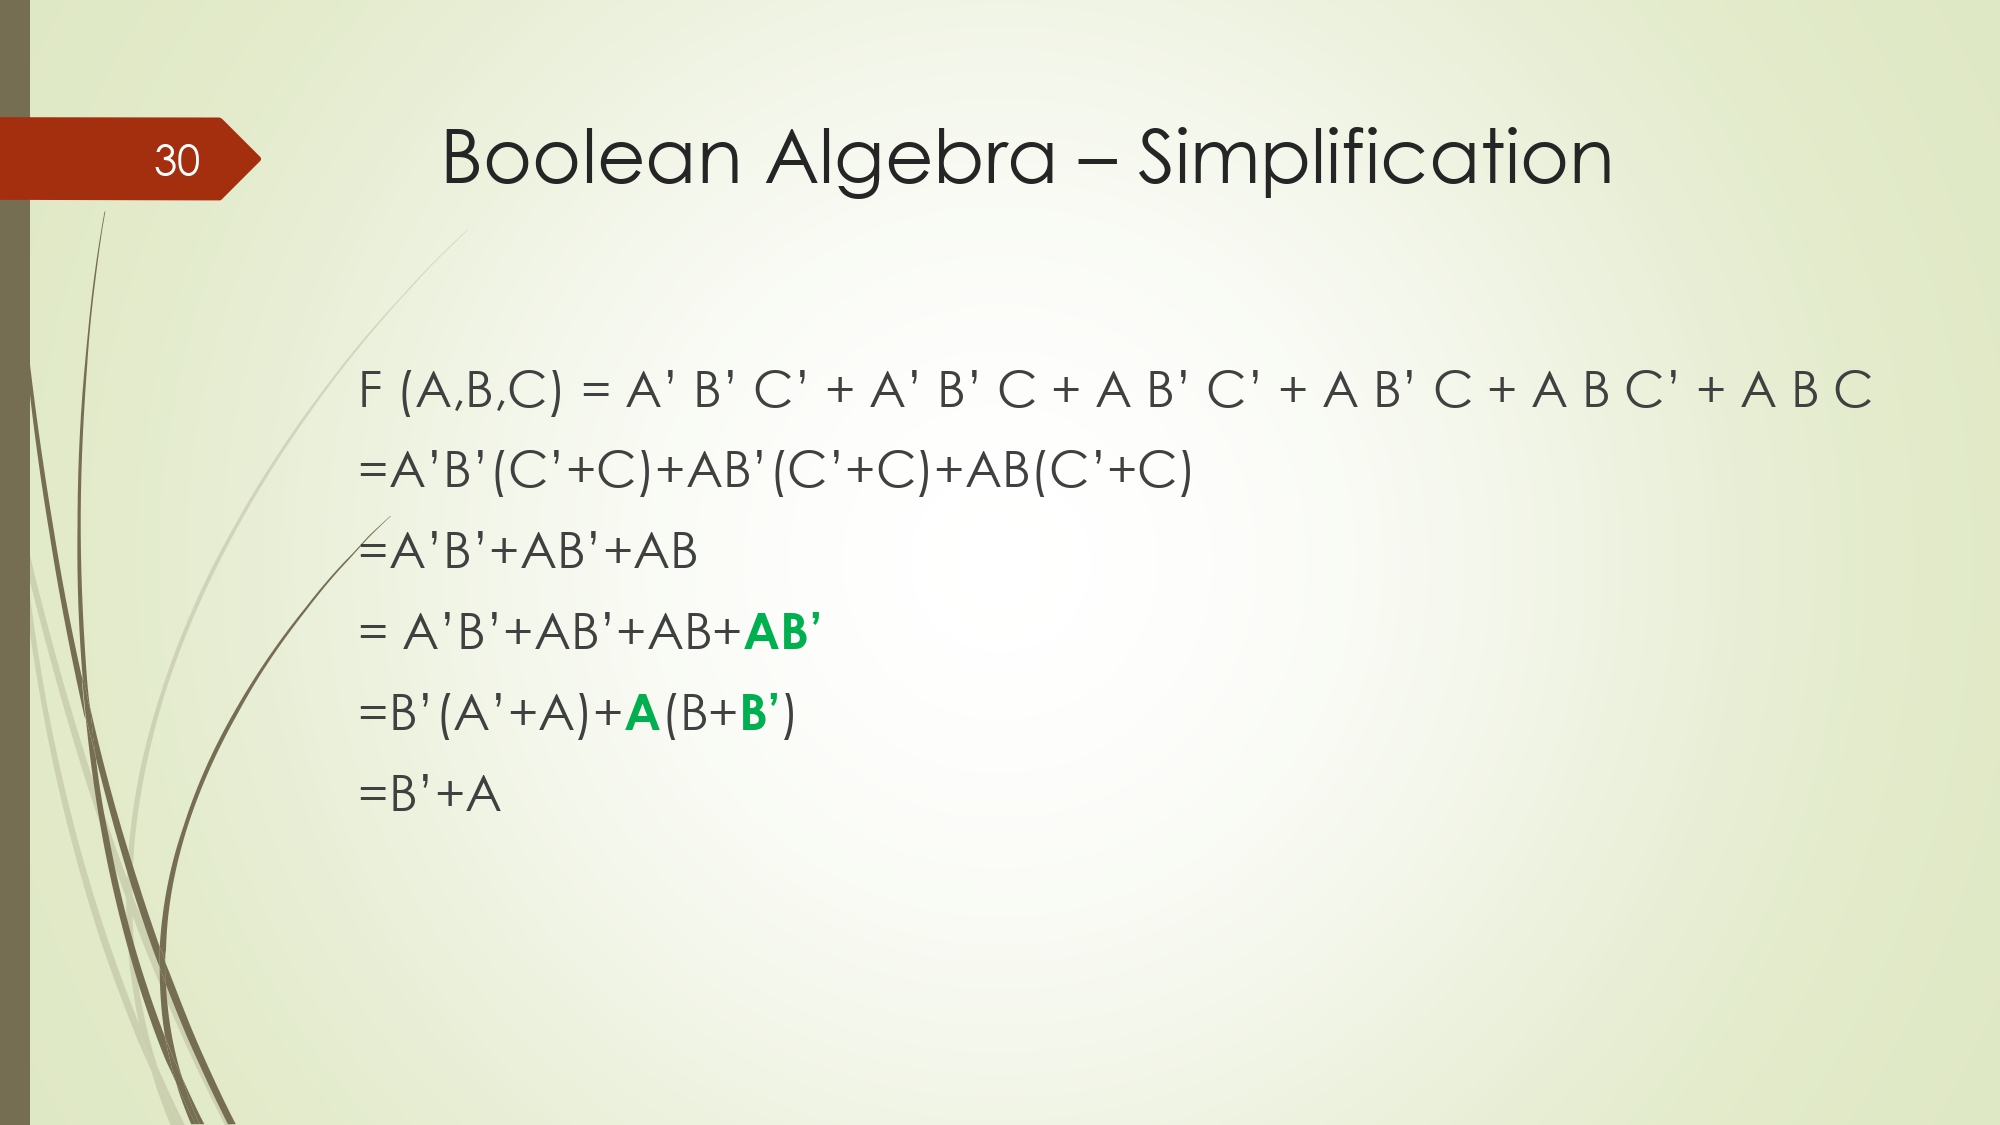 30
Boolean Algebra – Simplification
F (A,B,C) = A’ B’ C’ + A’ B’ C + A B’ C’ + A B’ C + A B C’ + A B C
=A’B’(C’+C)+AB’(C’+C)+AB(C’+C)
=A’B’+AB’+AB
= A’B’+AB’+AB+AB’
=B’(A’+A)+A(B+B’)
=B’+A